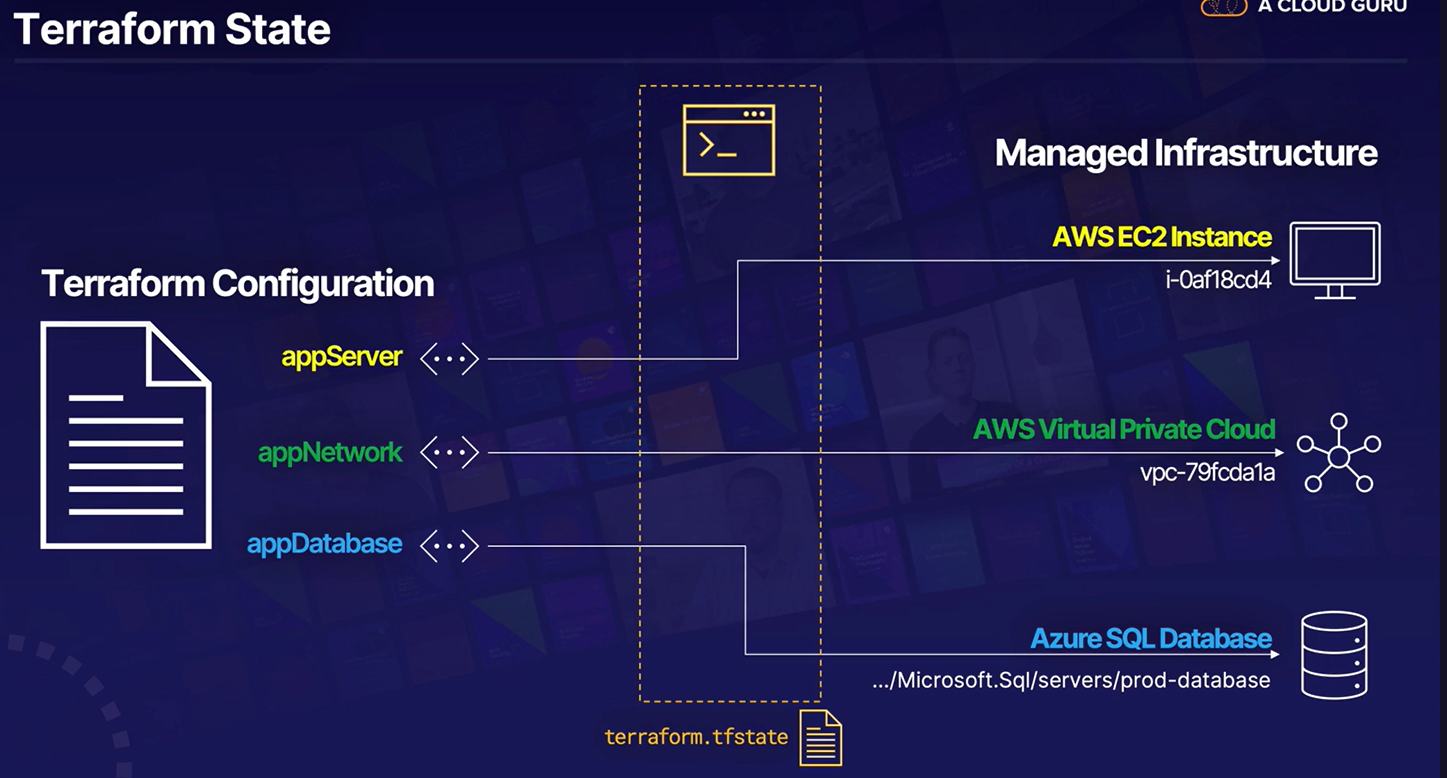 Terraform State
A CLOUD GURU
>_
Managed Infrastructure
AWS EC2 Instance
i-0af18cd4
Terraform Configuration
appServer <···>
appNetwork <···>
AWS Virtual Private Cloud
vpc-79fcda1a
appDatabase <···>
Azure SQL Database
.../Microsoft.Sql/servers/prod-database
terraform.tfstate